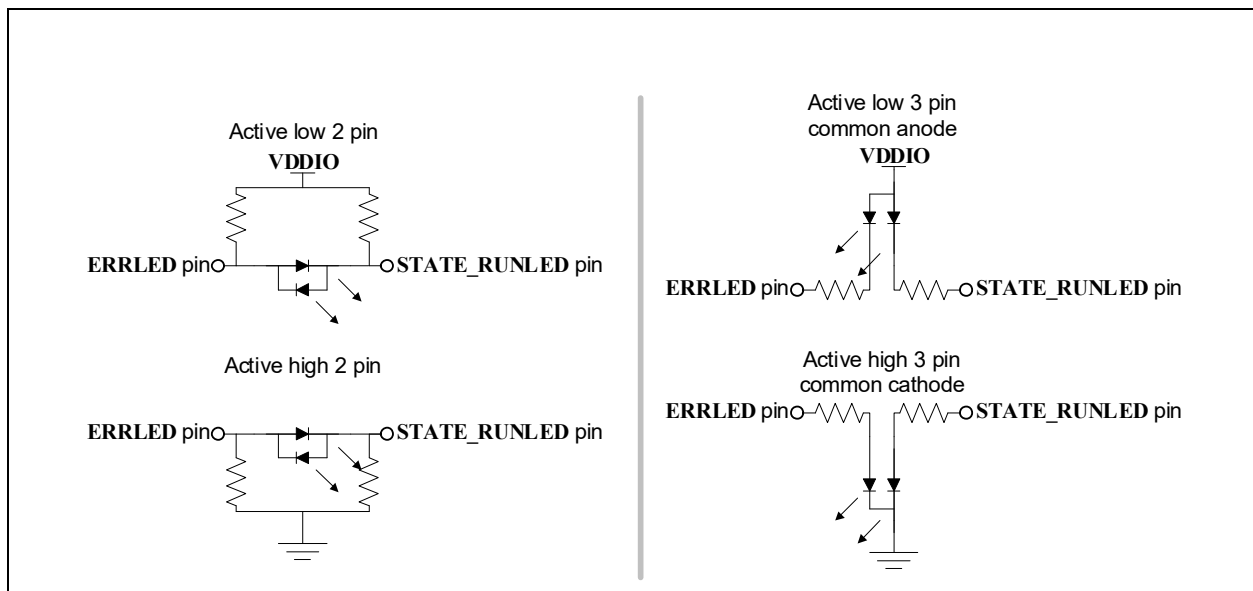 Active low 2 pin
VDDIO
ERRLED pin
STATE_RUNLED pin
Active high 2 pin
ERRLED pin
STATE_RUNLED pin
Active low 3 pin
common anode
VDDIO
ERRLED pin
STATE_RUNLED pin
Active high 3 pin
common cathode
ERRLED pin
STATE_RUNLED pin